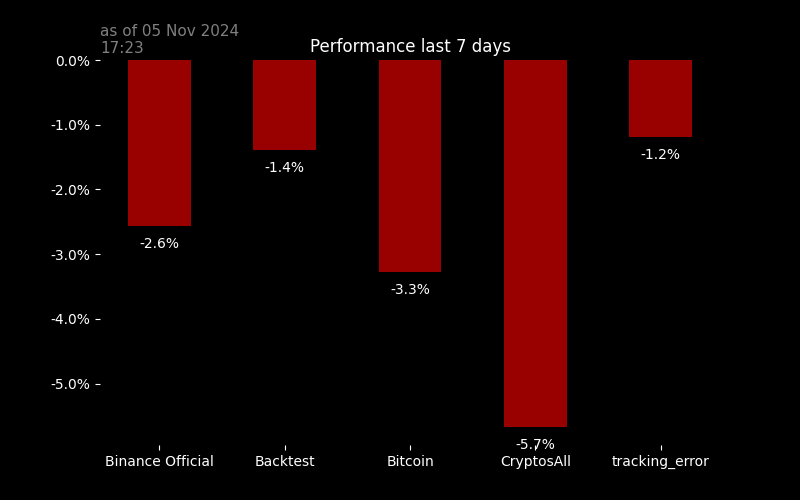 as of 05 Nov 2024
17:23
Performance last 7 days
0.0%
-1.0%
-2.0%
-3.0%
-4.0%
-5.0%
-2.6%
-1.4%
-3.3%
-5.7%
-1.2%
Binance Official
Backtest
Bitcoin
CryptosAll
tracking_error